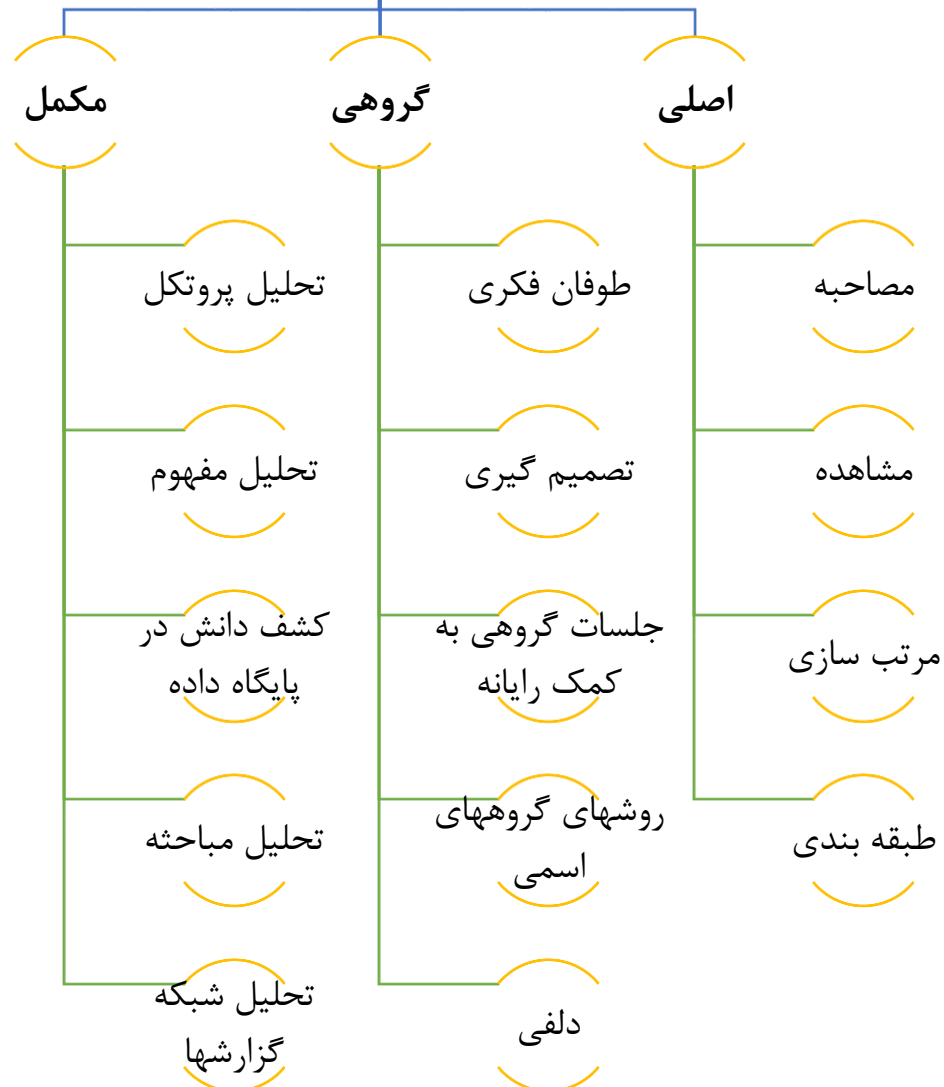 اصلی
گروهی
مکمل
مصاحبه
مشاهده
مرتب سازی
طبقه بندی
طوفان فکری
تصمیم گیری
جلسات گروهی به
کمک رایانه
روشهای گروههای
اسمی
دلفی
تحلیل پروتکل
تحلیل مفهوم
کشف دانش در
پایگاه داده
تحلیل مباحثه
تحلیل شبکه
گزارشها